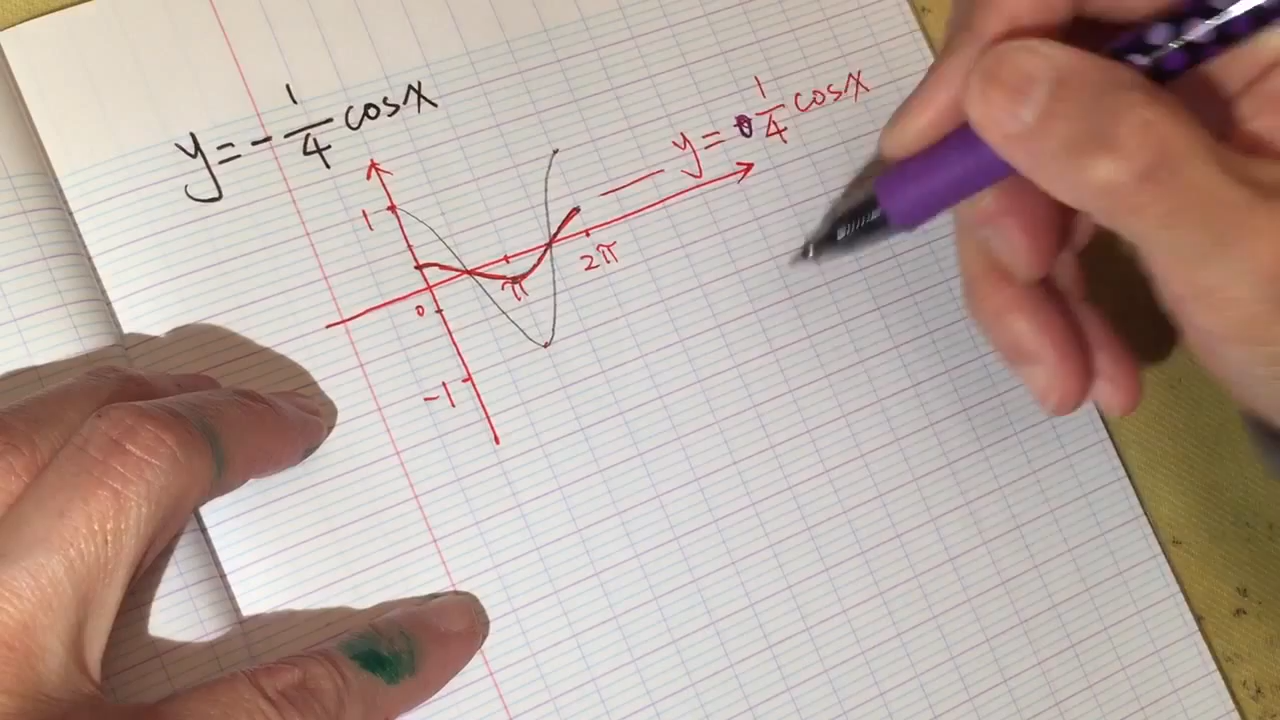 y = - 1/4 cos x
y = 1/4 cos x
1
0
π
2π
-1